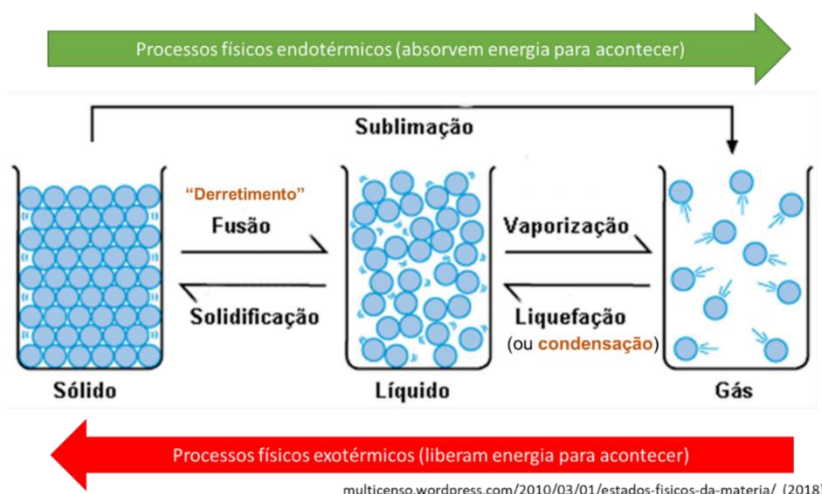 Processos físicos endotérmicos (absorvem energia para acontecer)
Sublimação
“Derretimento”
Fusão
Vaporização
Solidificação
Liquefação
(ou condensação)
Sólido
Líquido
Gás
Processos físicos exotérmicos (liberam energia para acontecer)
multicenso.wordpress.com/2010/03/01/estados-fisicos-da-materia/ (2018)